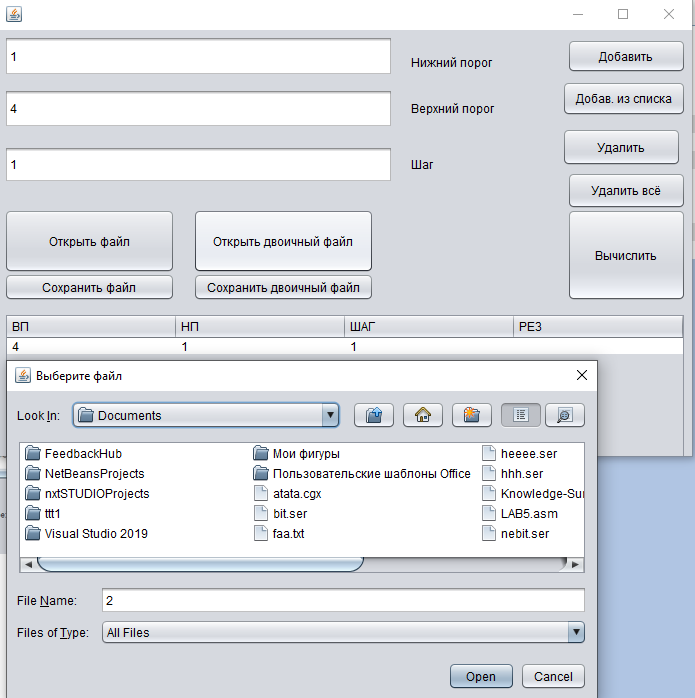 1
Нижний порог
Добавить
4
Верхний порог
Добав. из списка
1
Шаг
Удалить
Удалить всё
Открыть файл
Открыть двоичный файл
Вычислить
Сохранить файл
Сохранить двоичный файл
ВП НП ШАГ РЕЗ
4 1 1
Выберите файл
Look In: Documents
FeedbackHub Мои фигуры heeee.ser
NetBeansProjects Пользовательские шаблоны Office hhh.ser
nxtSTUDIOProjects atata.cgx Knowledge-Sur
ttt1 bit.ser LAB5.asm
Visual Studio 2019 faa.txt nebit.ser
File Name: 2
Files of Type: All Files
Open Cancel